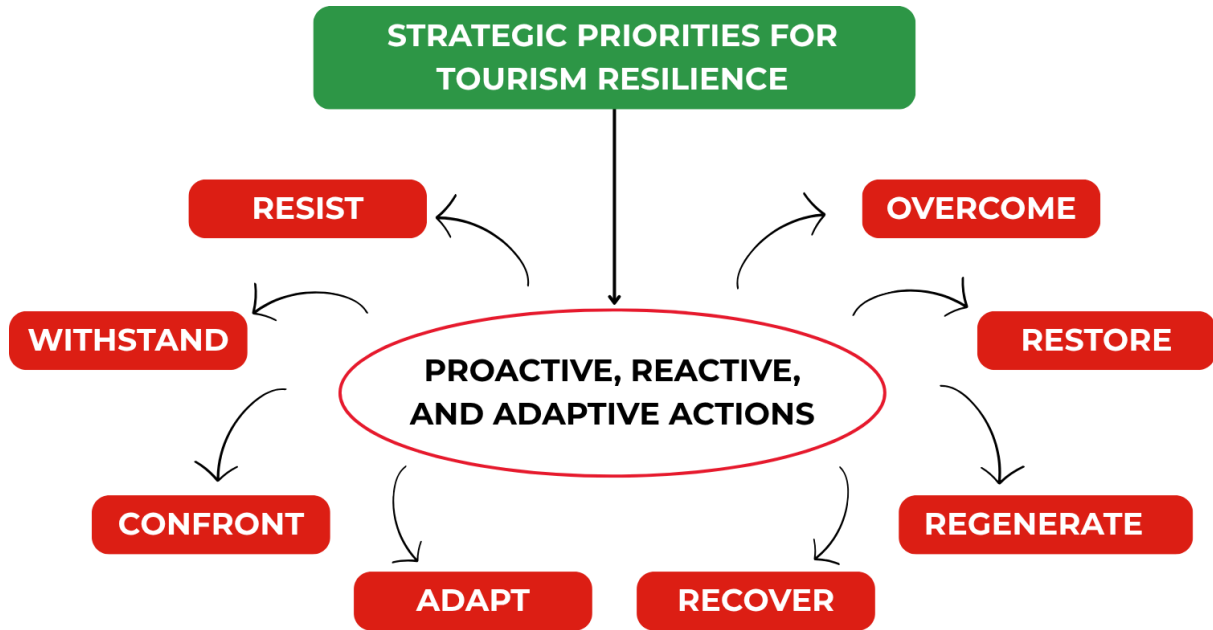 STRATEGIC PRIORITIES FOR
TOURISM RESILIENCE
RESIST
OVERCOME
WITHSTAND
RESTORE
PROACTIVE, REACTIVE,
AND ADAPTIVE ACTIONS
CONFRONT
REGENERATE
ADAPT
RECOVER